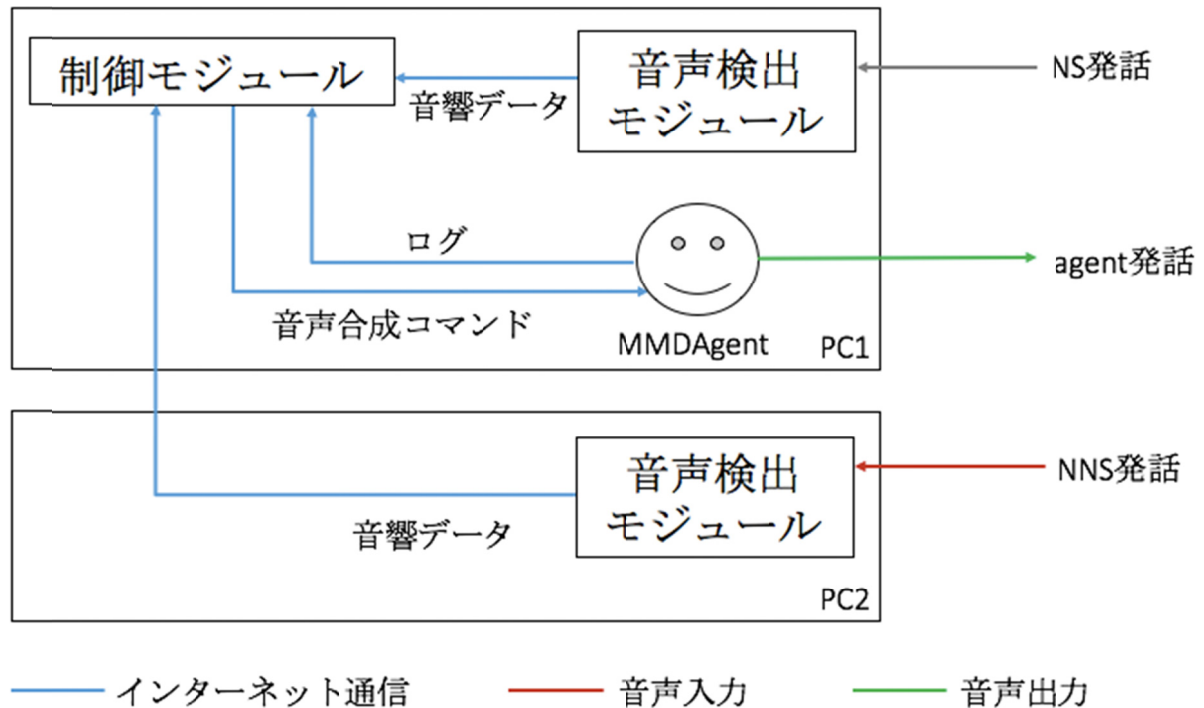 制御モジュール
音声検出
モジュール
NS発話
音響データ
ログ
agent発話
音声合成コマンド
MMDAgent
PC1
音声検出
モジュール
NNS発話
音響データ
PC2
インターネット通信
音声入力
音声出力